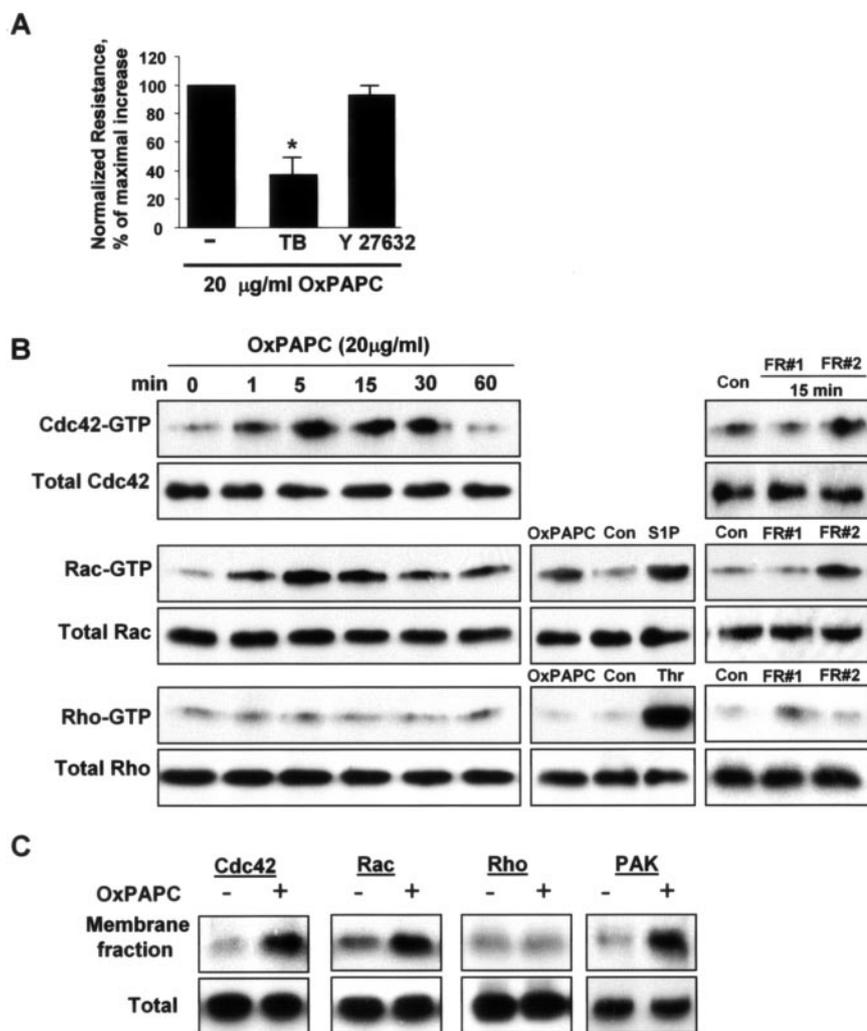 A
Normalized Resistance,
% of maximal increase
120
100
80
60
40
20
0
*
– TB Y 27632
20 µg/ml OxPAPC
B
OxPAPC (20µg/ml)
min 0 1 5 15 30 60
Con FR#1 FR#2
15 min
Cdc42-GTP
Total Cdc42
OxPAPC Con S1P
Con FR#1 FR#2
Rac-GTP
Total Rac
OxPAPC Con Thr
Con FR#1 FR#2
Rho-GTP
Total Rho
C
Cdc42 Rac Rho PAK
OxPAPC - + - + - + - +
Membrane
fraction
Total